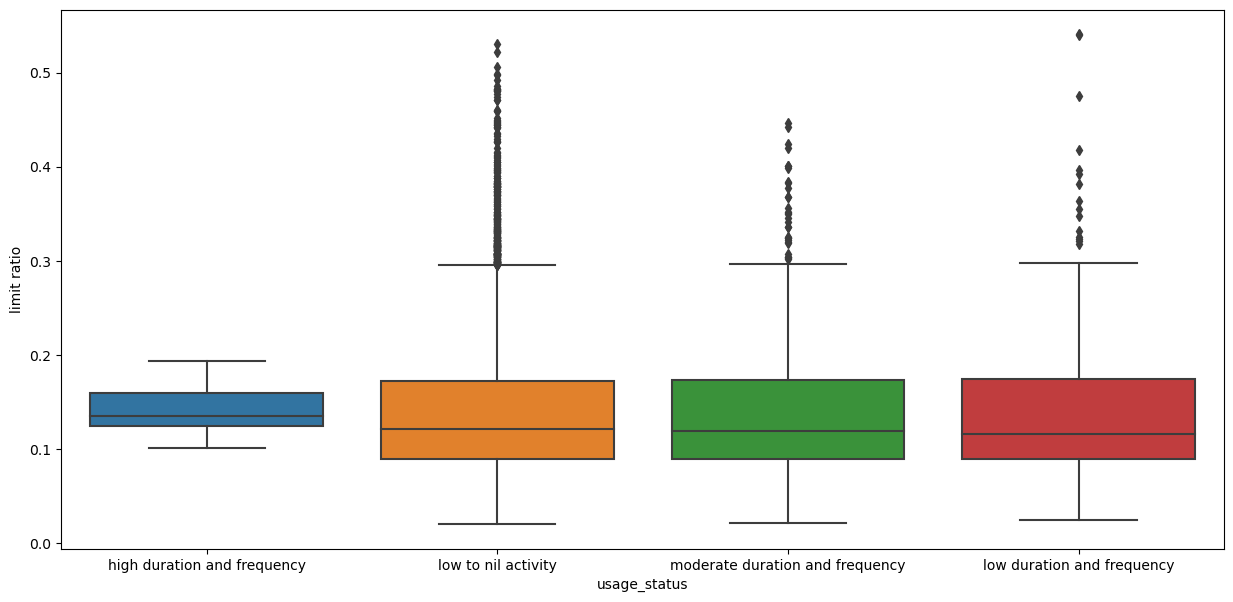 0.5
0.4
0.3
0.2
0.1
0.0
limit ratio
high duration and frequency
low to nil activity
moderate duration and frequency
low duration and frequency
usage_status